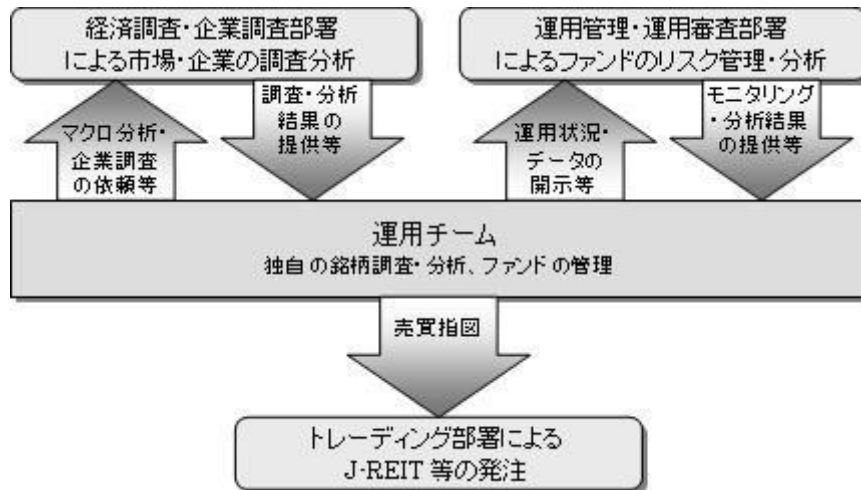 経済調査・企業調査部署
による市場・企業の調査分析
運用管理・運用審査部署
によるファンドのリスク管理・分析
マクロ分析・
企業調査
の依頼等
調査・分析
結果の
提供等
運用状況・
データの
開示等
モニタリング
・分析結果
の提供等
運用チーム
独自の銘柄調査・分析、ファンドの管理
売買指図
トレーディング部署による
J-REIT 等の発注